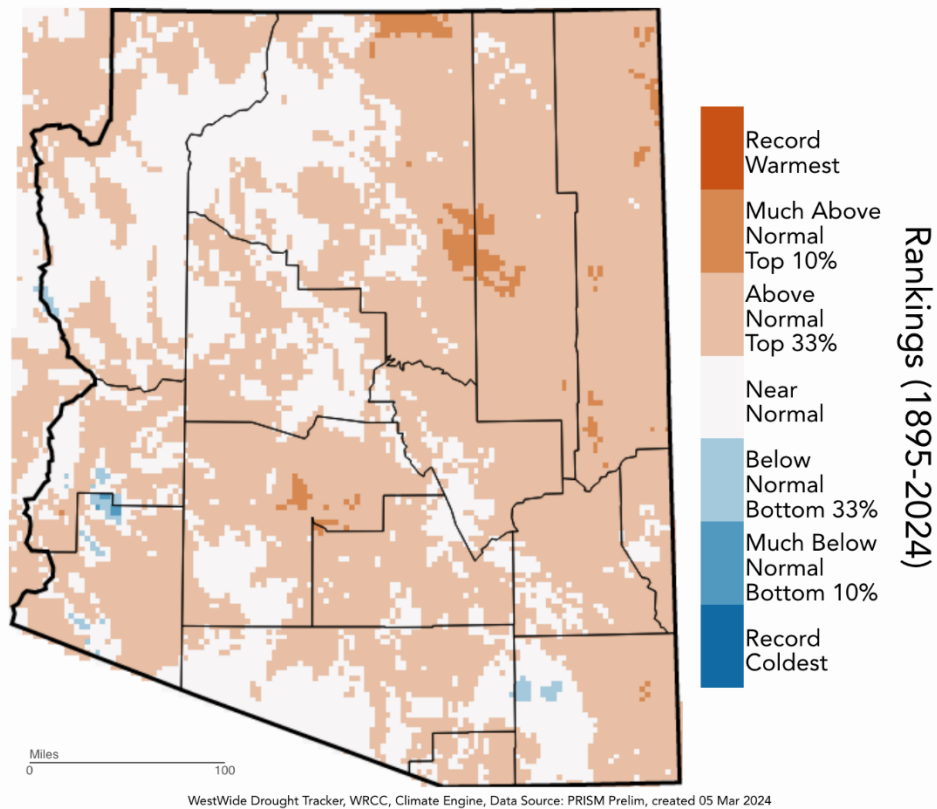 Record
Warmest
Much Above
Normal
Top 10%
Above
Normal
Top 33%
Near
Normal
Below
Normal
Bottom 33%
Much Below
Normal
Bottom 10%
Record
Coldest
Rankings (1895-2024)
Miles
0 100
WestWide Drought Tracker, WRCC, Climate Engine, Data Source: PRISM Prelim, created 05 Mar 2024